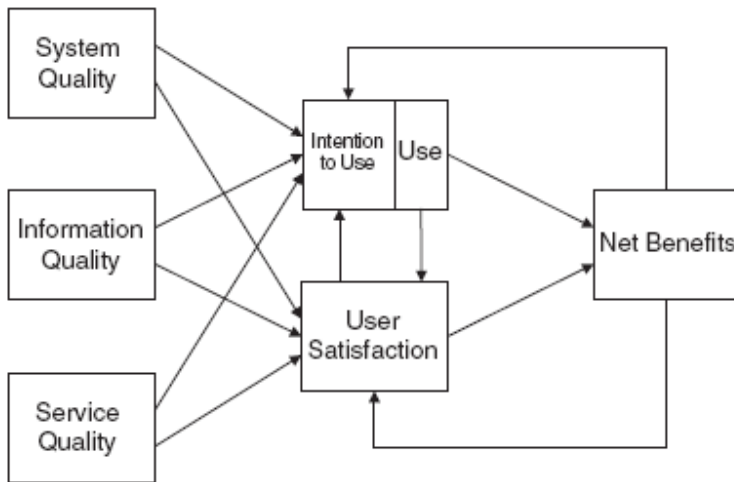 System
Quality
Intention
to Use
Use
Information
Quality
Net Benefits
User
Satisfaction
Service
Quality